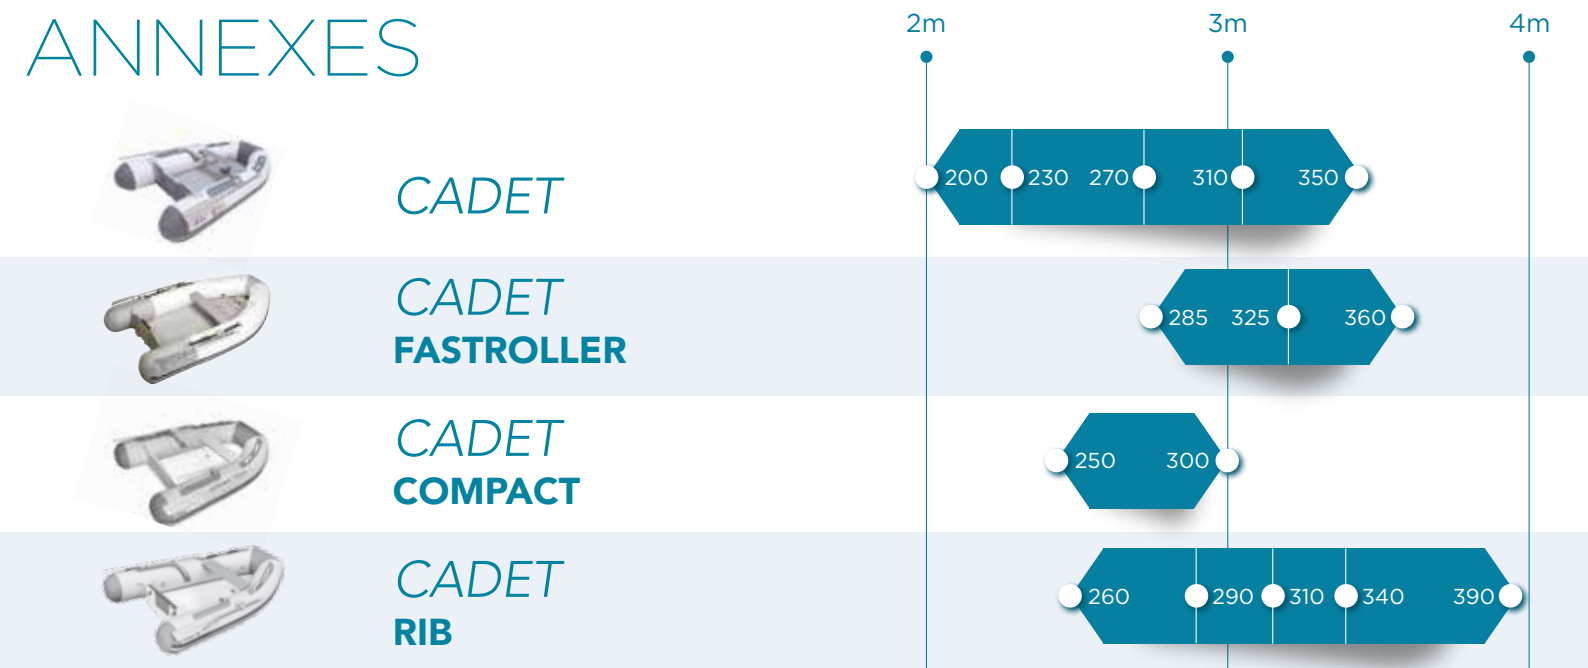 ANNEXES
2m 3m 4m
CADET
200 230 270 310 350
CADET
FASTROLLER
285 325 360
CADET
COMPACT
250 300
CADET
RIB
260 290 310 340 390